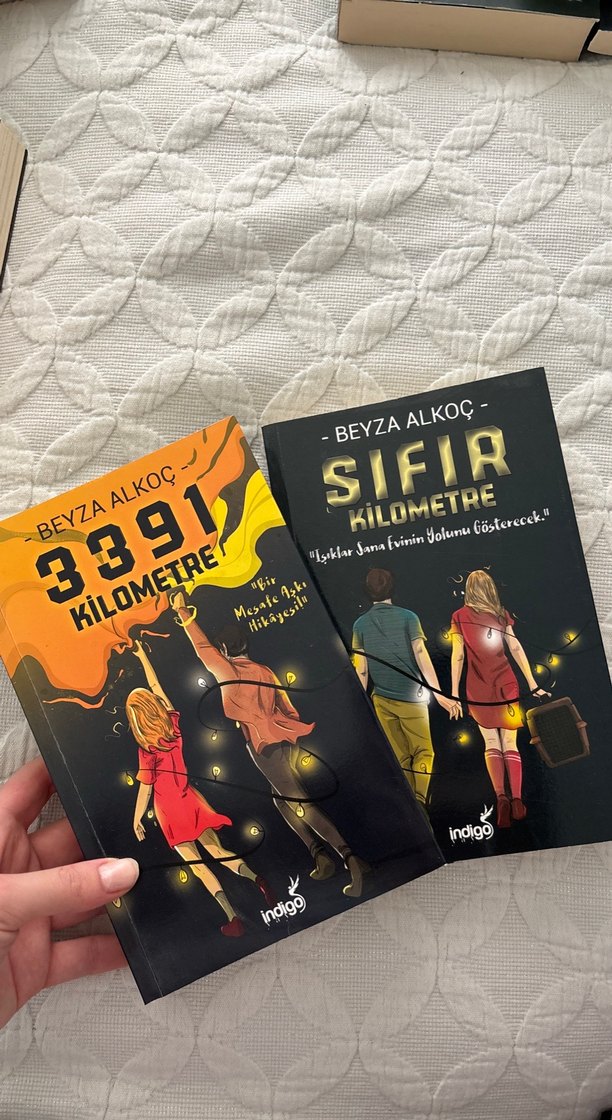 - BEYZA ALKOÇ -
3391
KİLOMETRE
"Bir
Mesafe Aşkı
Hikâyesi!"
indigo
- BEYZA ALKOÇ -
SIFIR
KİLOMETRE
"Işıklar Sana Evinin Yolunu Gösterecek."
indigo